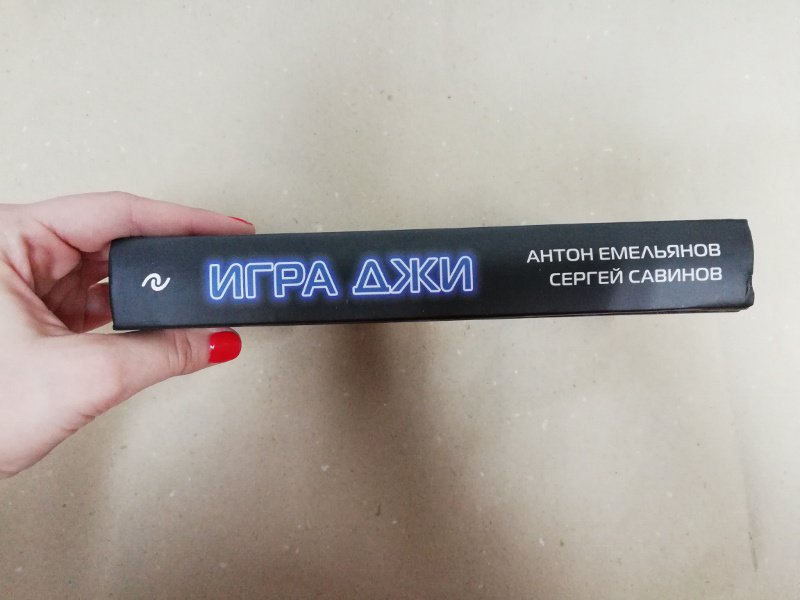 ИГРА ДЖИ
АНТОН ЕМЕЛЬЯНОВ
СЕРГЕЙ САВИНОВ